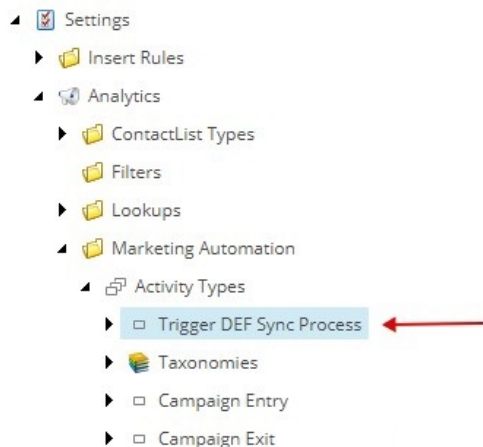 Settings
Insert Rules
Analytics
ContactList Types
Filters
Lookups
Marketing Automation
Activity Types
Trigger DEF Sync Process
Taxonomies
Campaign Entry
Campaign Exit